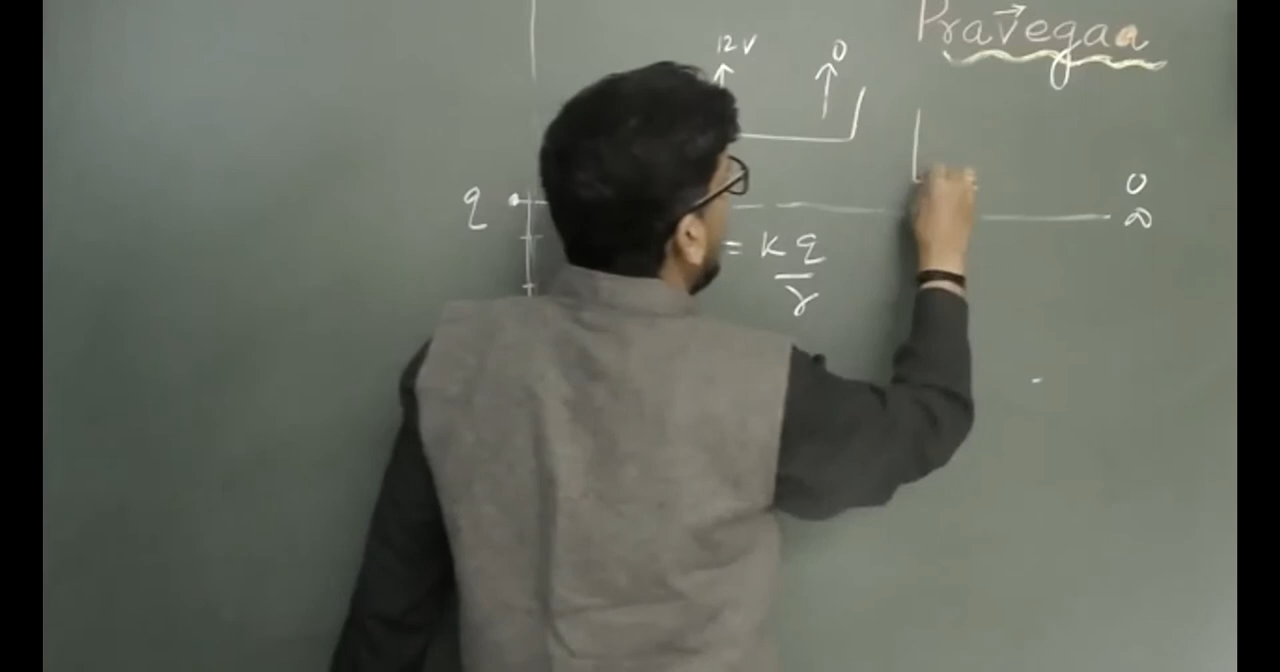 Pravegaa
12V 0
q 0
∞
= Kq
r